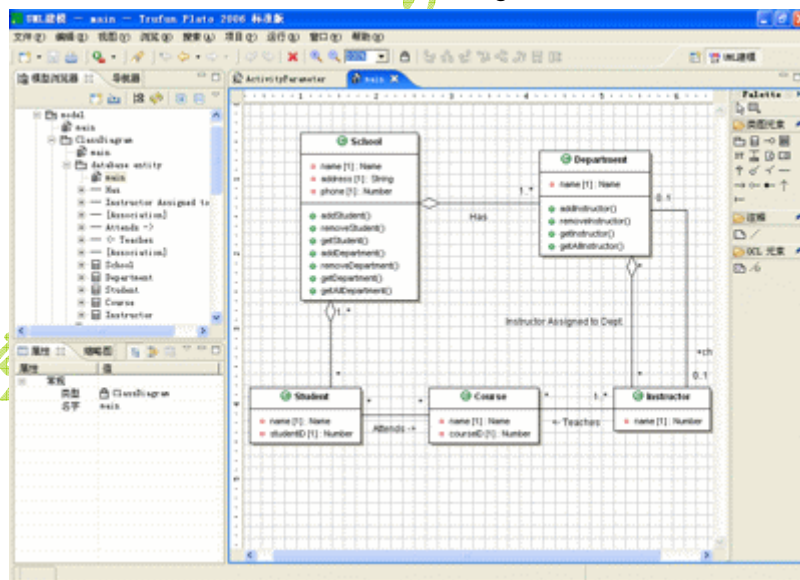 UML建模 - main - Trufun Plato 2006 标准版
文件(F) 编辑(E) 视图(V) 浏览(N) 搜索(A) 项目(P) 运行(R) 窗口(W) 帮助(H)
UML建模
模型浏览器 导航器
model
main
ClassDiagram
main
database entity
main
Has
Instructor Assigned to
[Association]
Attends ->
<- Teaches
[Association]
School
Department
Student
Course
Instructor
属性 缩略图
属性 值
常规
类型 ClassDiagram
名字 main
ActivityParameter main
School
name [1] : Name
address [1] : String
phone [1] : Number
addStudent()
removeStudent()
getStudent()
addDepartment()
removeDepartment()
getDepartment()
getAllDepartment()
1..*
Has
Department
name [1] : Name
addInstructor()
removeInstructor()
getInstructor()
getAllInstructor()
0..1
1..*
Instructor Assigned to Dept.
+ch
0..1
Student
name [1] : Name
studentID [1] : Number
Attends ->
Course
name [1] : Name
courseID [1] : Number
1..*
<- Teaches
Instructor
name [1] : Number
Palette
类图元素
连接
OCL 元素